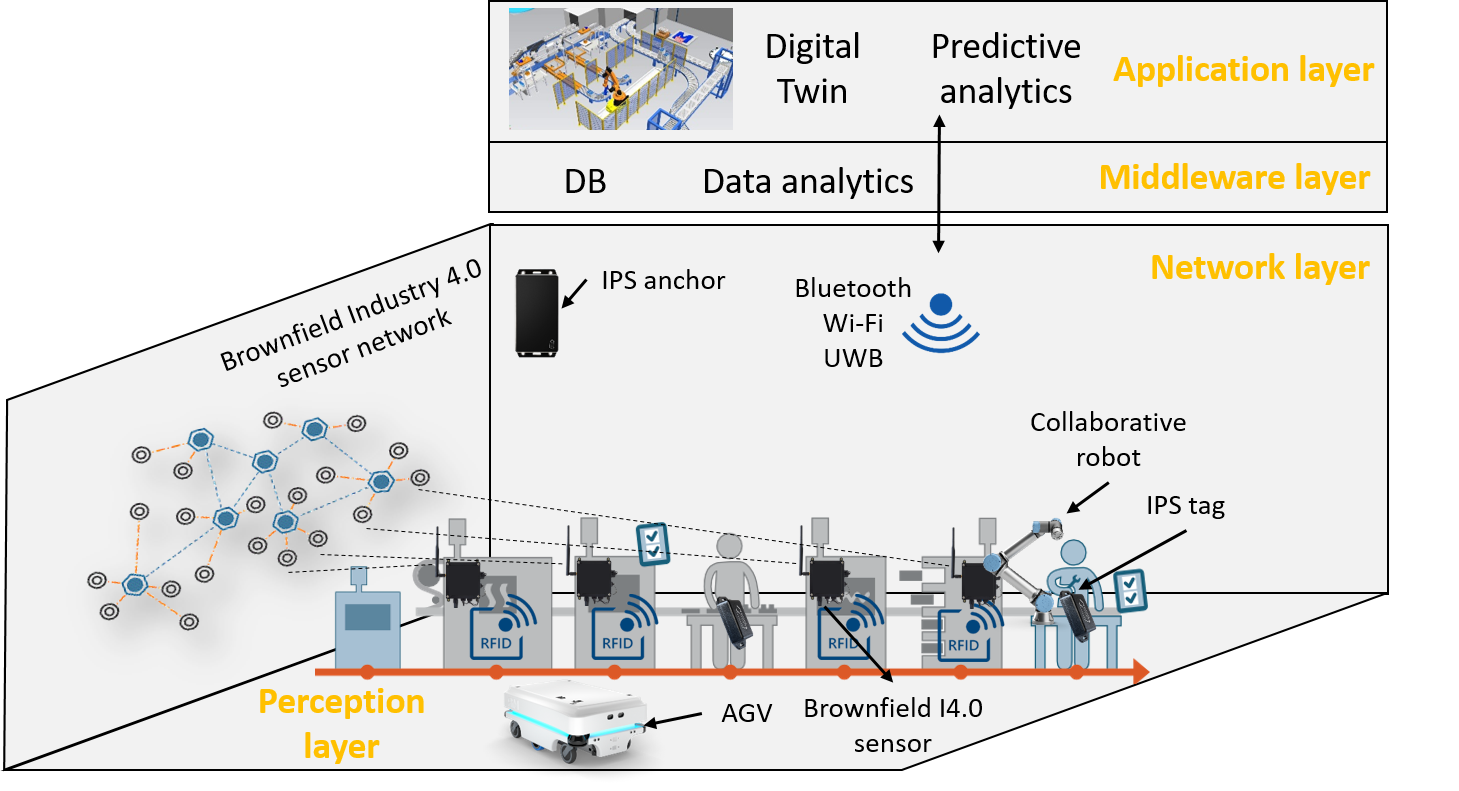 Digital
Twin
Predictive
analytics
Application layer
DB
Data analytics
Middleware layer
Network layer
IPS anchor
Bluetooth
Wi-Fi
UWB
Brownfield Industry 4.0
sensor network
Collaborative
robot
IPS tag
RFID
RFID
RFID
RFID
Perception
layer
AGV
Brownfield I4.0
sensor